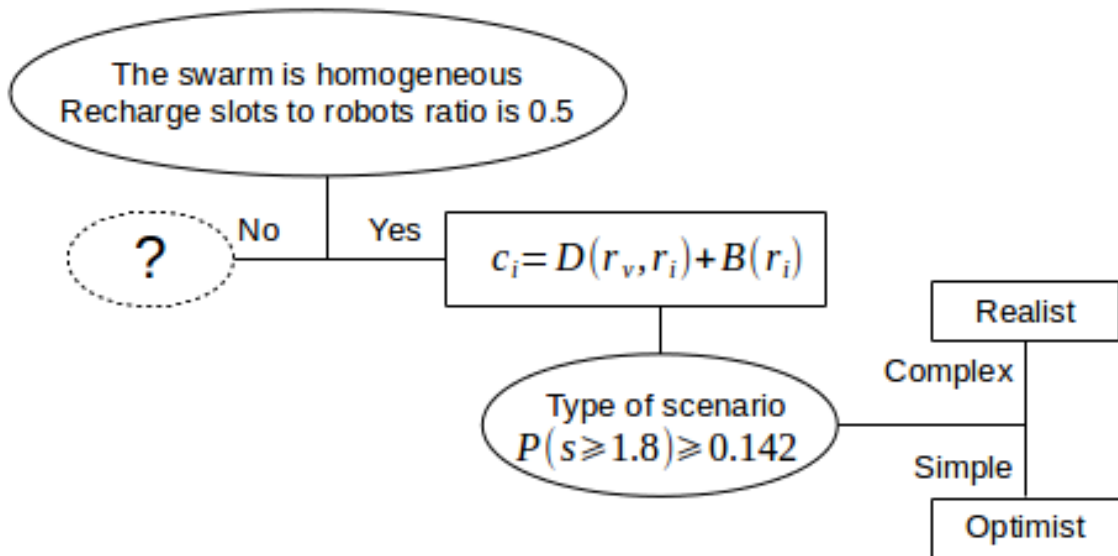 The swarm is homogeneous
Recharge slots to robots ratio is 0.5
No
Yes
?
c_i = D(r_v, r_i) + B(r_i)
Realist
Complex
Type of scenario
P(s⩾1.8)⩾0.142
Simple
Optimist